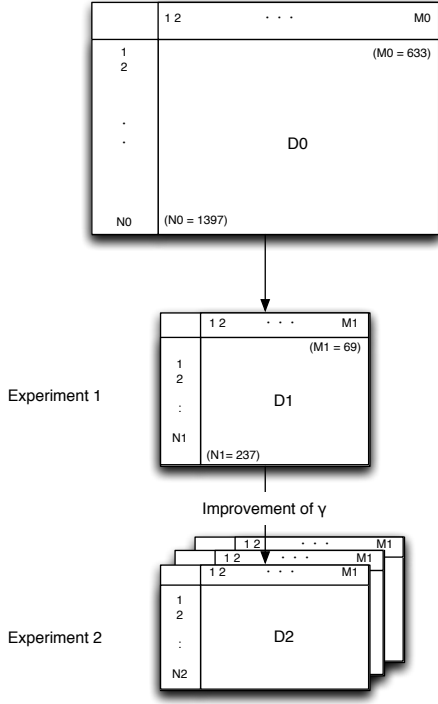 1 2 · · · M0
(M0 = 633)
1
2
.
.
D0
N0
(N0 = 1397)
1 2 · · · M1
(M1 = 69)
1
2
:
D1
Experiment 1
N1
(N1= 237)
Improvement of γ
1 2 · · · M1
1 2 · · · M1
1 2 · · · M1
1
2
:
D2
Experiment 2
N2